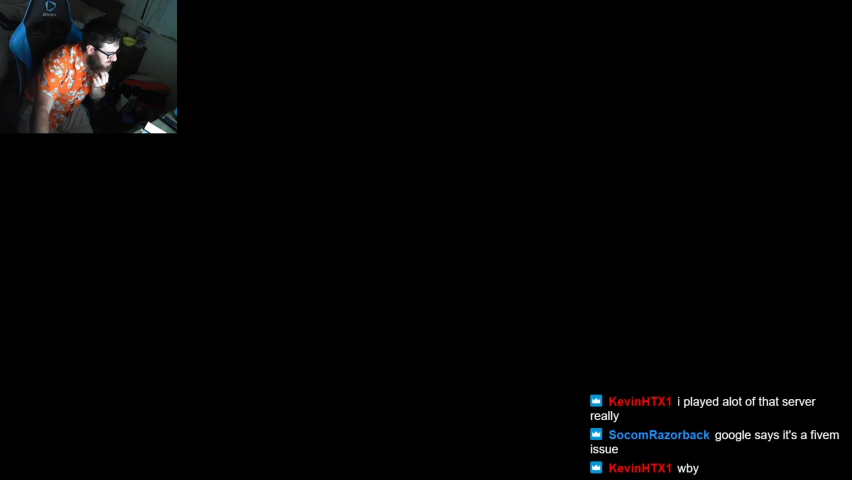 KevinHTX1 i played alot of that server
really
SocomRazorback google says it's a fivem
issue
KevinHTX1 wby